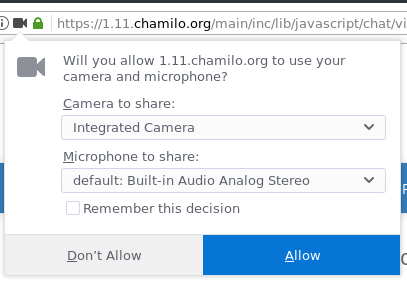 https://1.11.chamilo.org/main/inc/lib/javascript/chat/vi
Will you allow 1.11.chamilo.org to use your
camera and microphone?
Camera to share:
Integrated Camera
Microphone to share:
default: Built-in Audio Analog Stereo
Remember this decision
Don’t Allow
Allow